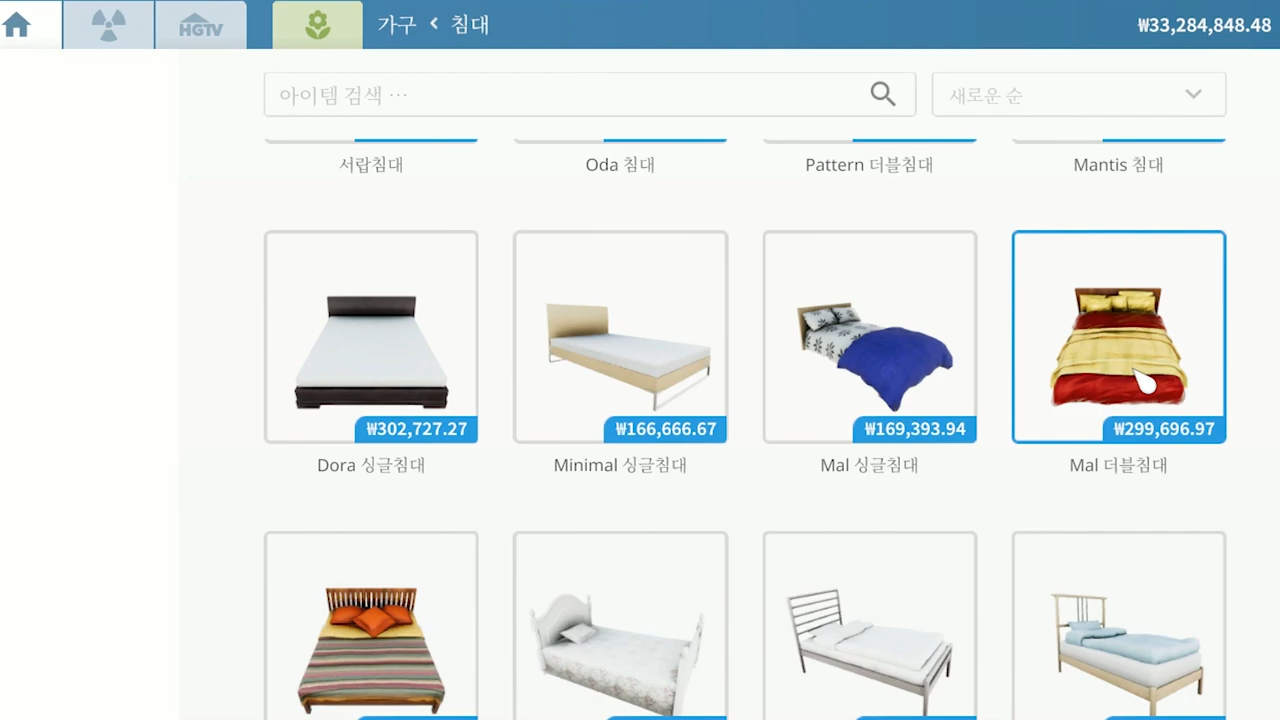 HGTV
가구 < 침대
₩33,284,848.48
아이템 검색 ···
새로운 순
서랍침대
Oda 침대
Pattern 더블침대
Mantis 침대
₩302,727.27
₩166,666.67
₩169,393.94
₩299,696.97
Dora 싱글침대
Minimal 싱글침대
Mal 싱글침대
Mal 더블침대